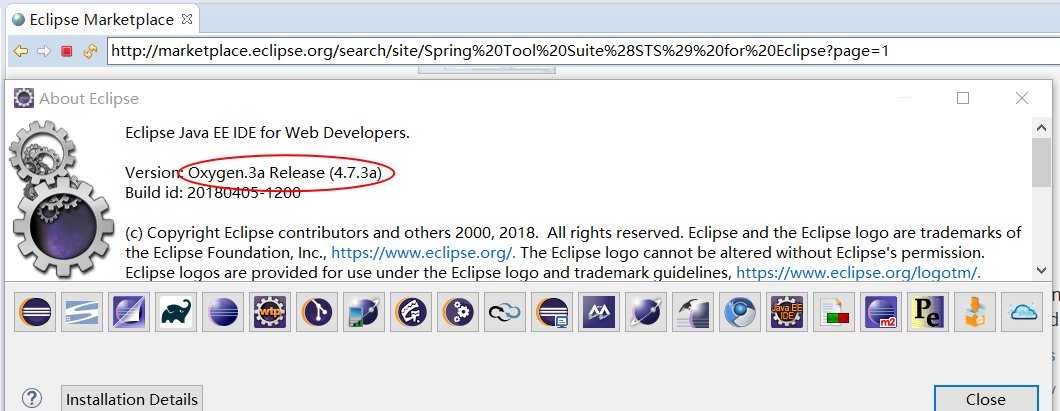 Eclipse Marketplace
http://marketplace.eclipse.org/search/site/Spring%20Tool%20Suite%28STS%29%20for%20Eclipse?page=1
About Eclipse
Eclipse Java EE IDE for Web Developers.
Version: Oxygen.3a Release (4.7.3a)
Build id: 20180405-1200
(c) Copyright Eclipse contributors and others 2000, 2018.  All rights reserved. Eclipse and the Eclipse logo are trademarks of
the Eclipse Foundation, Inc., https://www.eclipse.org/. The Eclipse logo cannot be altered without Eclipse's permission.
Eclipse logos are provided for use under the Eclipse logo and trademark guidelines, https://www.eclipse.org/logotm/.
wtp
Java EE
IDE
m2
Pe
?
Installation Details
Close